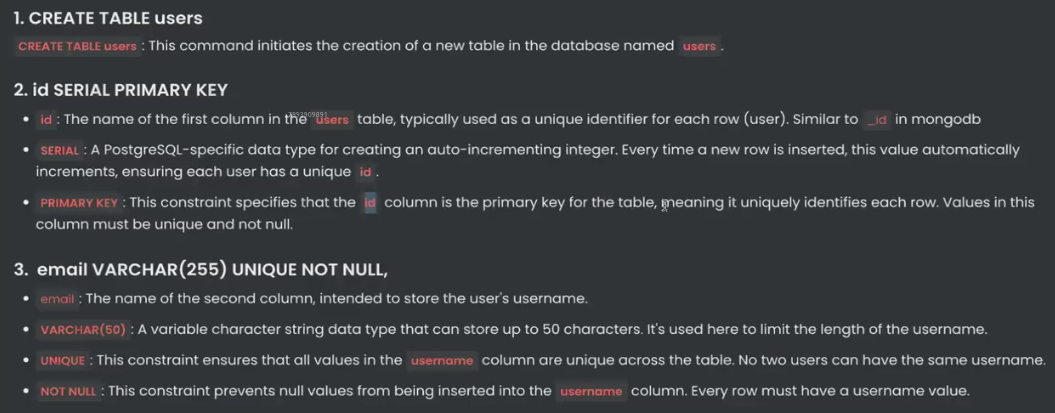 1. CREATE TABLE users
CREATE TABLE users : This command initiates the creation of a new table in the database named users .
2. id SERIAL PRIMARY KEY
• id : The name of the first column in the users table, typically used as a unique identifier for each row (user). Similar to _id in mongodb
• SERIAL : A PostgreSQL-specific data type for creating an auto-incrementing integer. Every time a new row is inserted, this value automatically
increments, ensuring each user has a unique id .
• PRIMARY KEY : This constraint specifies that the id column is the primary key for the table, meaning it uniquely identifies each row. Values in this
column must be unique and not null.
3. email VARCHAR(255) UNIQUE NOT NULL,
• email : The name of the second column, intended to store the user's username.
• VARCHAR(50) : A variable character string data type that can store up to 50 characters. It's used here to limit the length of the username.
• UNIQUE : This constraint ensures that all values in the username column are unique across the table. No two users can have the same username.
• NOT NULL : This constraint prevents null values from being inserted into the username column. Every row must have a username value.